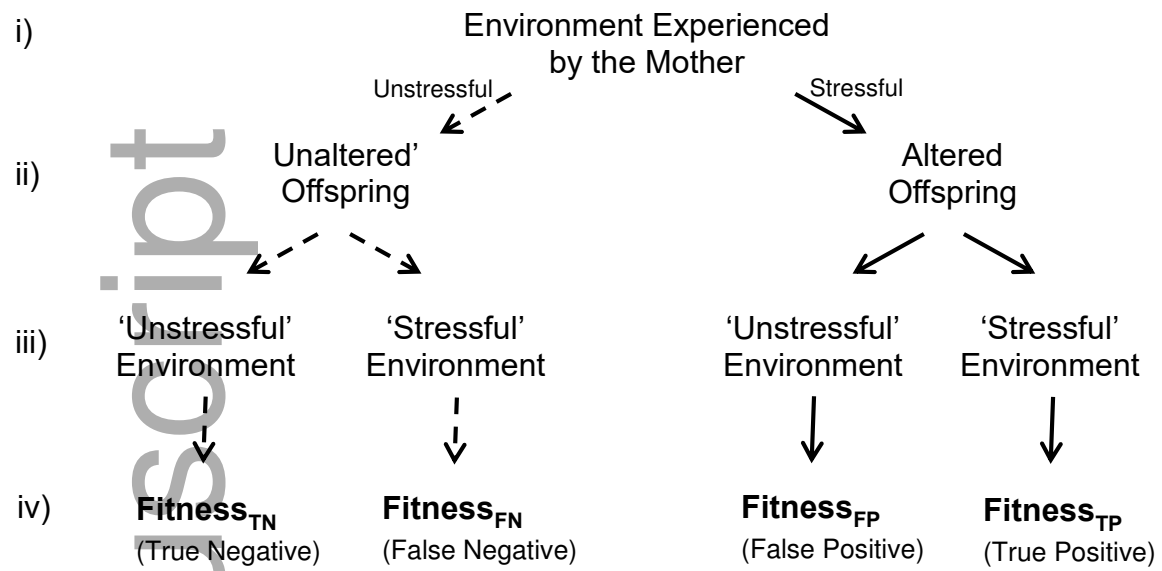 i)
Environment Experienced
by the Mother
Unstressful
Stressful
ii)
Unaltered’
Offspring
Altered
Offspring
iii)
‘Unstressful’
Environment
‘Stressful’
Environment
‘Unstressful’
Environment
‘Stressful’
Environment
iv)
FitnessTN
(True Negative)
FitnessFN
(False Negative)
FitnessFP
(False Positive)
FitnessTP
(True Positive)
uscript